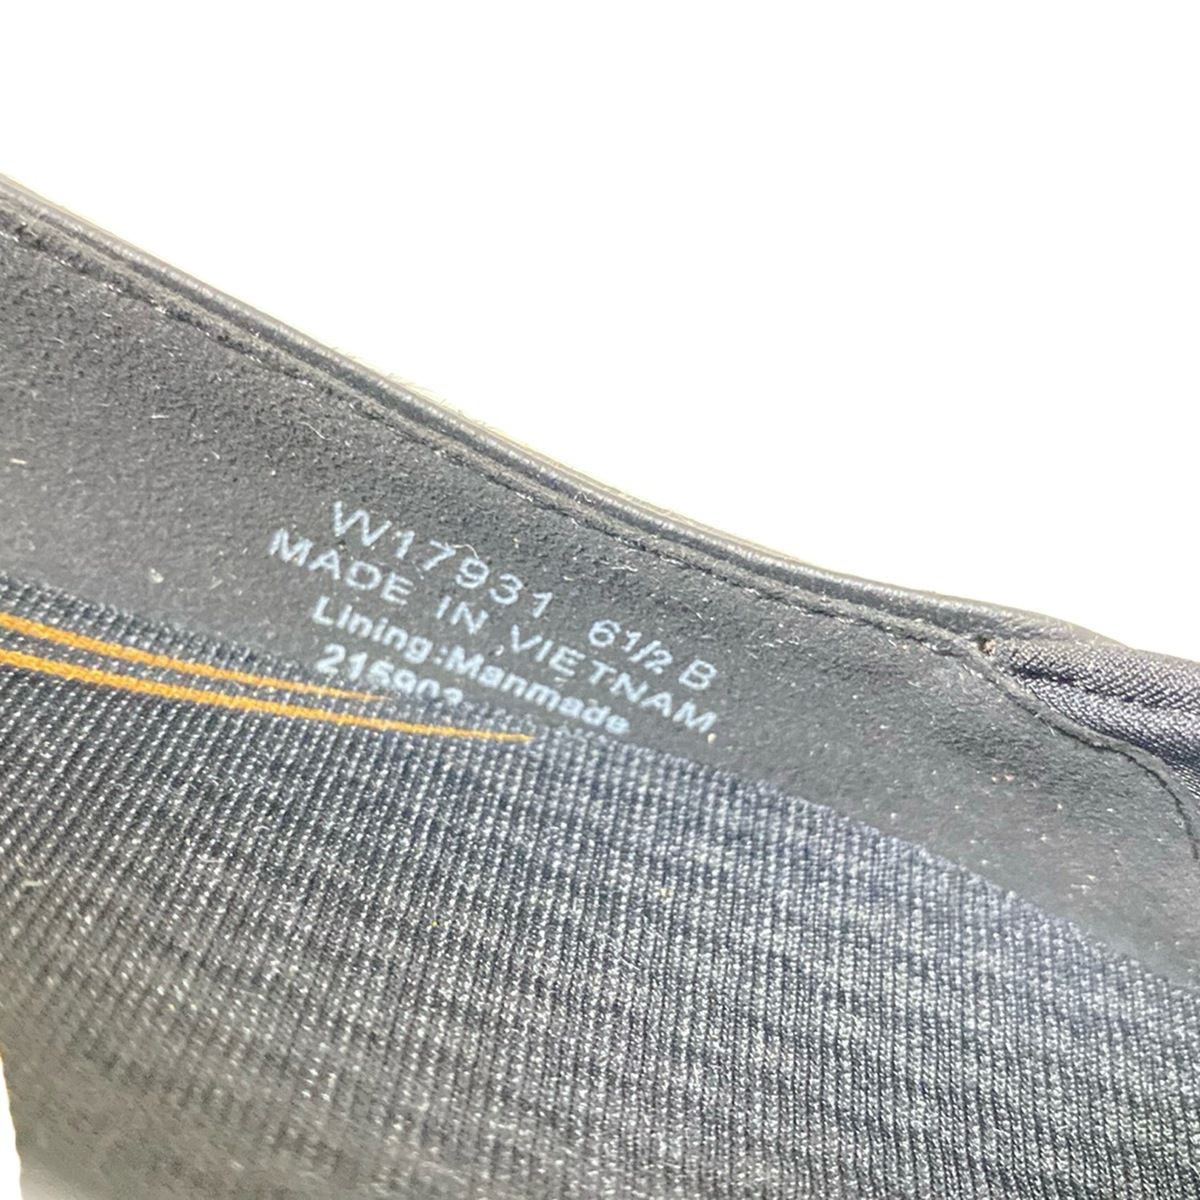 W17931 6½ B
MADE IN VIETNAM
Lining:Manmade